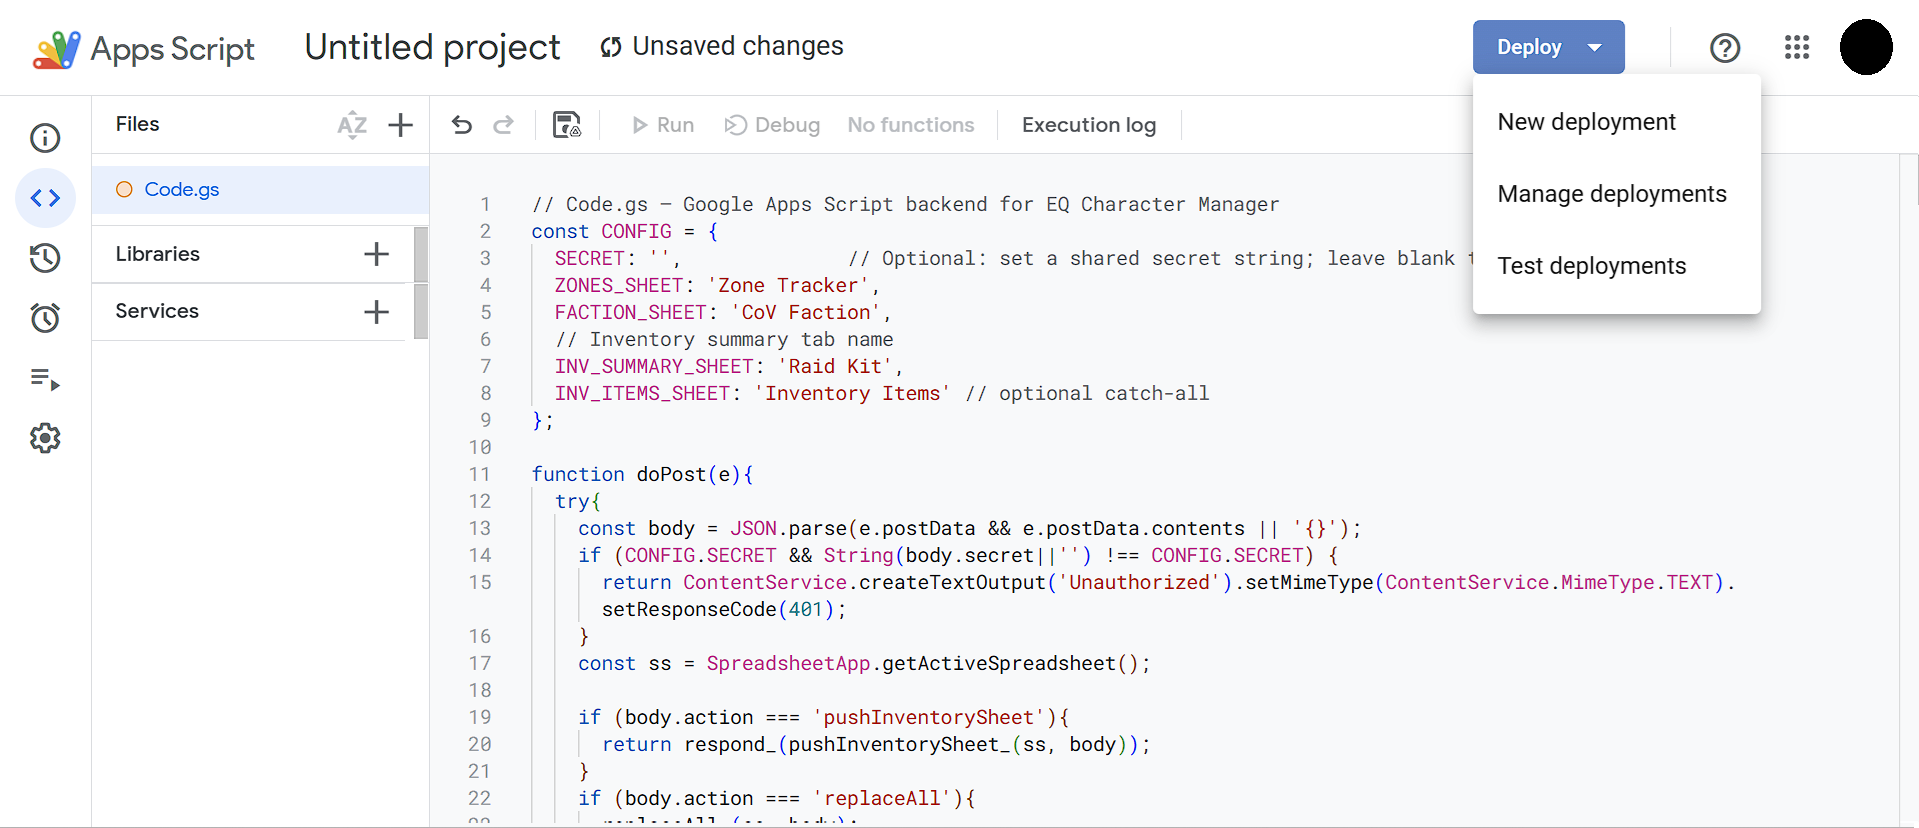 Apps Script Untitled project Unsaved changes Deploy
New deployment
Manage deployments
Test deployments
Files AZ
Run Debug No functions Execution log
Code.gs
Libraries
Services
1 // Code.gs — Google Apps Script backend for EQ Character Manager
2 const CONFIG = {
3 SECRET: '', // Optional: set a shared secret string; leave blank
4 ZONES_SHEET: 'Zone Tracker',
5 FACTION_SHEET: 'CoV Faction',
6 // Inventory summary tab name
7 INV_SUMMARY_SHEET: 'Raid Kit',
8 INV_ITEMS_SHEET: 'Inventory Items' // optional catch-all
9 };
10
11 function doPost(e){
12 try{
13 const body = JSON.parse(e.postData && e.postData.contents || '{}');
14 if (CONFIG.SECRET && String(body.secret||'') !== CONFIG.SECRET) {
15 return ContentService.createTextOutput('Unauthorized').setMimeType(ContentService.MimeType.TEXT).
setResponseCode(401);
16 }
17 const ss = SpreadsheetApp.getActiveSpreadsheet();
18
19 if (body.action === 'pushInventorySheet'){
20 return respond_(pushInventorySheet_(ss, body));
21 }
22 if (body.action === 'replaceAll'){